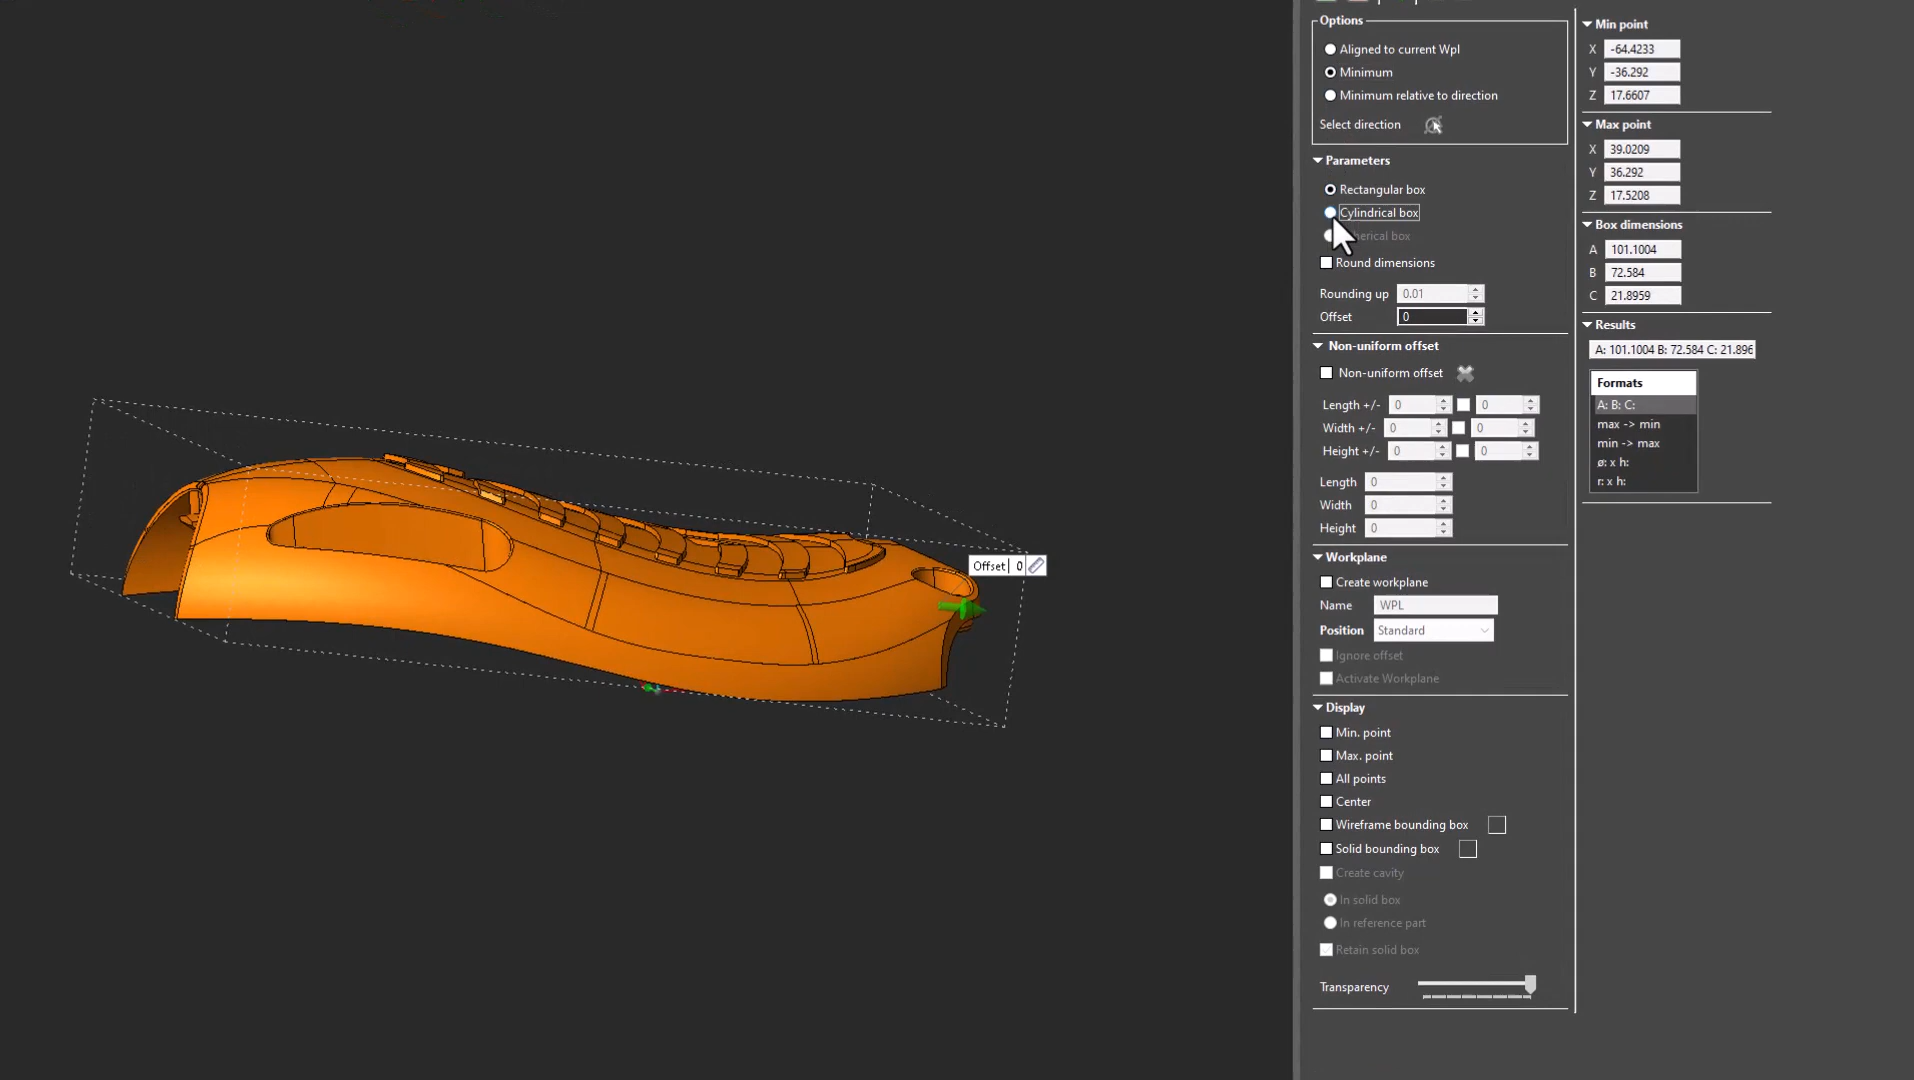 Options
Aligned to current Wpl
Minimum
Minimum relative to direction
Select direction
Parameters
Rectangular box
Cylindrical box
herical box
Round dimensions
Rounding up 0.01
Offset 0
Non-uniform offset
Non-uniform offset
Length +/- 0 0
Width +/- 0 0
Height +/- 0 0
Length 0
Width 0
Height 0
Workplane
Create workplane
Name WPL
Position Standard
Ignore offset
Activate Workplane
Display
Min. point
Max. point
All points
Center
Wireframe bounding box
Solid bounding box
Create cavity
In solid box
In reference part
Retain solid box
Transparency
Min point
X -64.4233
Y -36.292
Z 17.6607
Max point
X 39.0209
Y 36.292
Z 17.5208
Box dimensions
A 101.1004
B 72.584
C 21.8959
Results
A: 101.1004 B: 72.584 C: 21.896
Formats
A: B: C:
max -> min
min -> max
ø: x h:
r: x h:
Offset 0